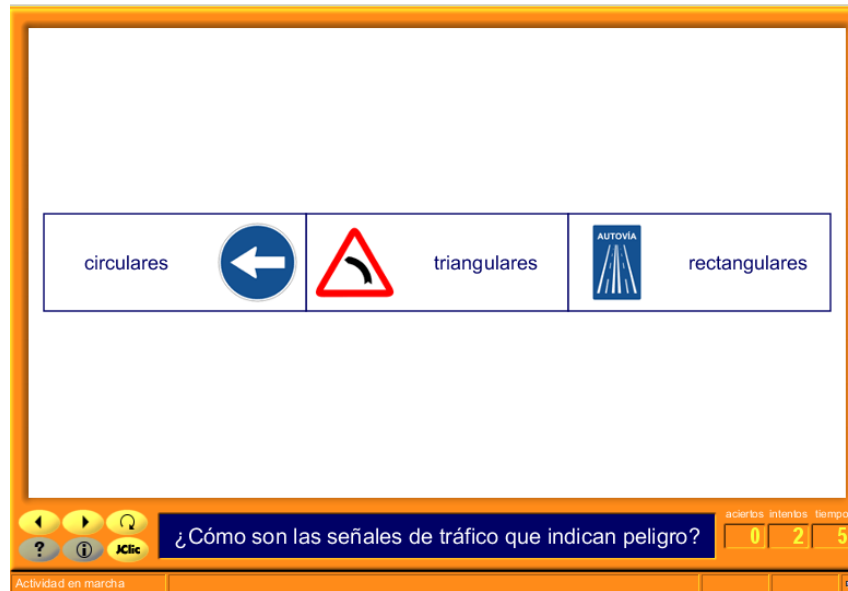 circulares
AUTOVÍA
triangulares
rectangulares
aciertos intentos tiempo
0 2 5
¿Cómo son las señales de tráfico que indican peligro?
?
i
JClic
Actividad en marcha